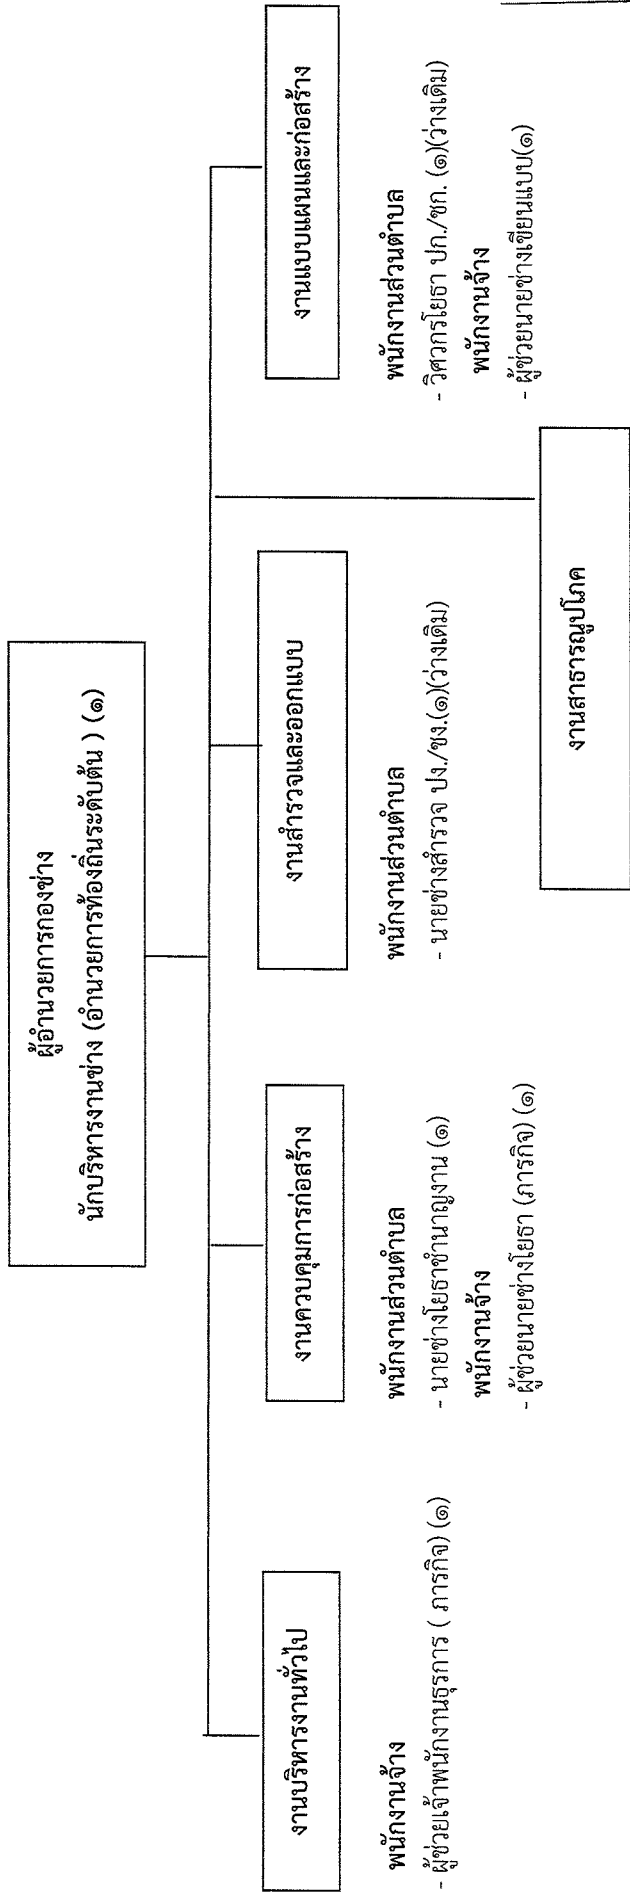 ผู้อำนวยการกองช่าง
นักบริหารงานช่าง (อำนวยการท้องถิ่นระดับต้น ) (๑)
งานบริหารงานทั่วไป
พนักงานจ้าง
- ผู้ช่วยเจ้าพนักงานธุรการ ( ภารกิจ) (๑)
งานควบคุมการก่อสร้าง
พนักงานส่วนตำบล
- นายช่างโยธาชำนาญงาน (๑)
พนักงานจ้าง
- ผู้ช่วยนายช่างโยธา (ภารกิจ) (๑)
งานสำรวจและออกแบบ
พนักงานส่วนตำบล
- นายช่างสำรวจ ปง./ชง.(๑)(ว่างเดิม)
งานแบบแผนและก่อสร้าง
พนักงานส่วนตำบล
- วิศวกรโยธา ปก./ชก. (๑)(ว่างเดิม)
พนักงานจ้าง
- ผู้ช่วยนายช่างเขียนแบบ(๑)
งานสาธารณูปโภค